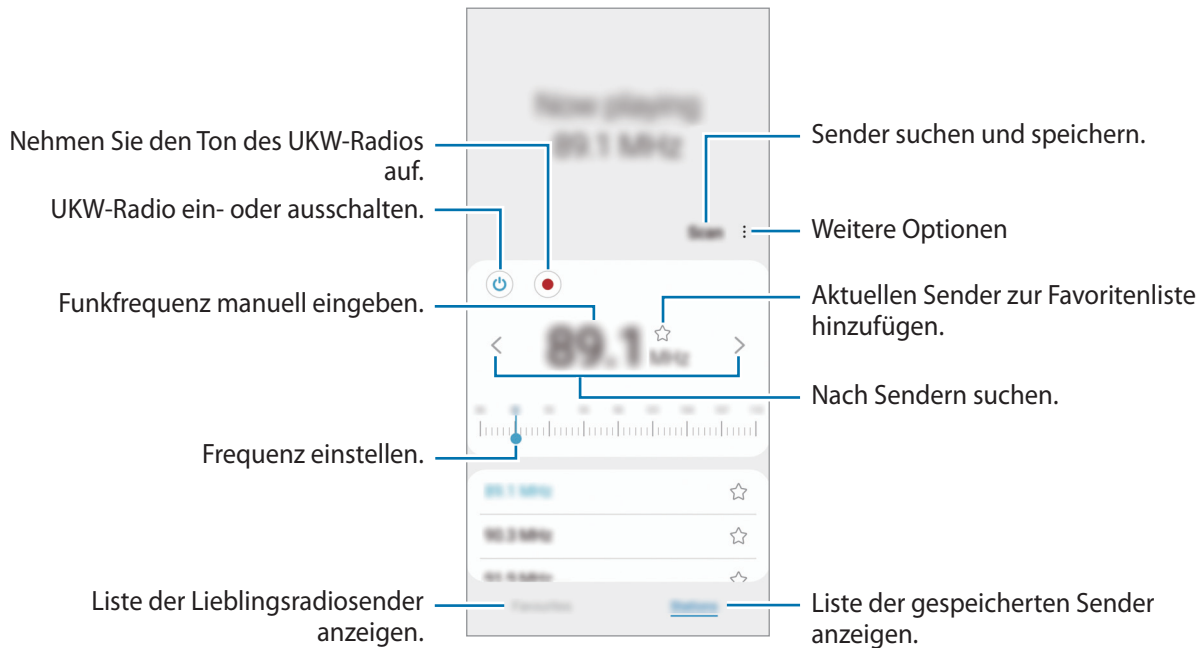 Now playing
89.1 MHz
Nehmen Sie den Ton des UKW-Radios
auf.
UKW-Radio ein- oder ausschalten.
Funkfrequenz manuell eingeben.
Frequenz einstellen.
Liste der Lieblingsradiosender
anzeigen.
Scan
89.1
MHz
89.1 MHz
90.3 MHz
Favourites
Stations
Sender suchen und speichern.
Weitere Optionen
Aktuellen Sender zur Favoritenliste
hinzufügen.
Nach Sendern suchen.
Liste der gespeicherten Sender
anzeigen.